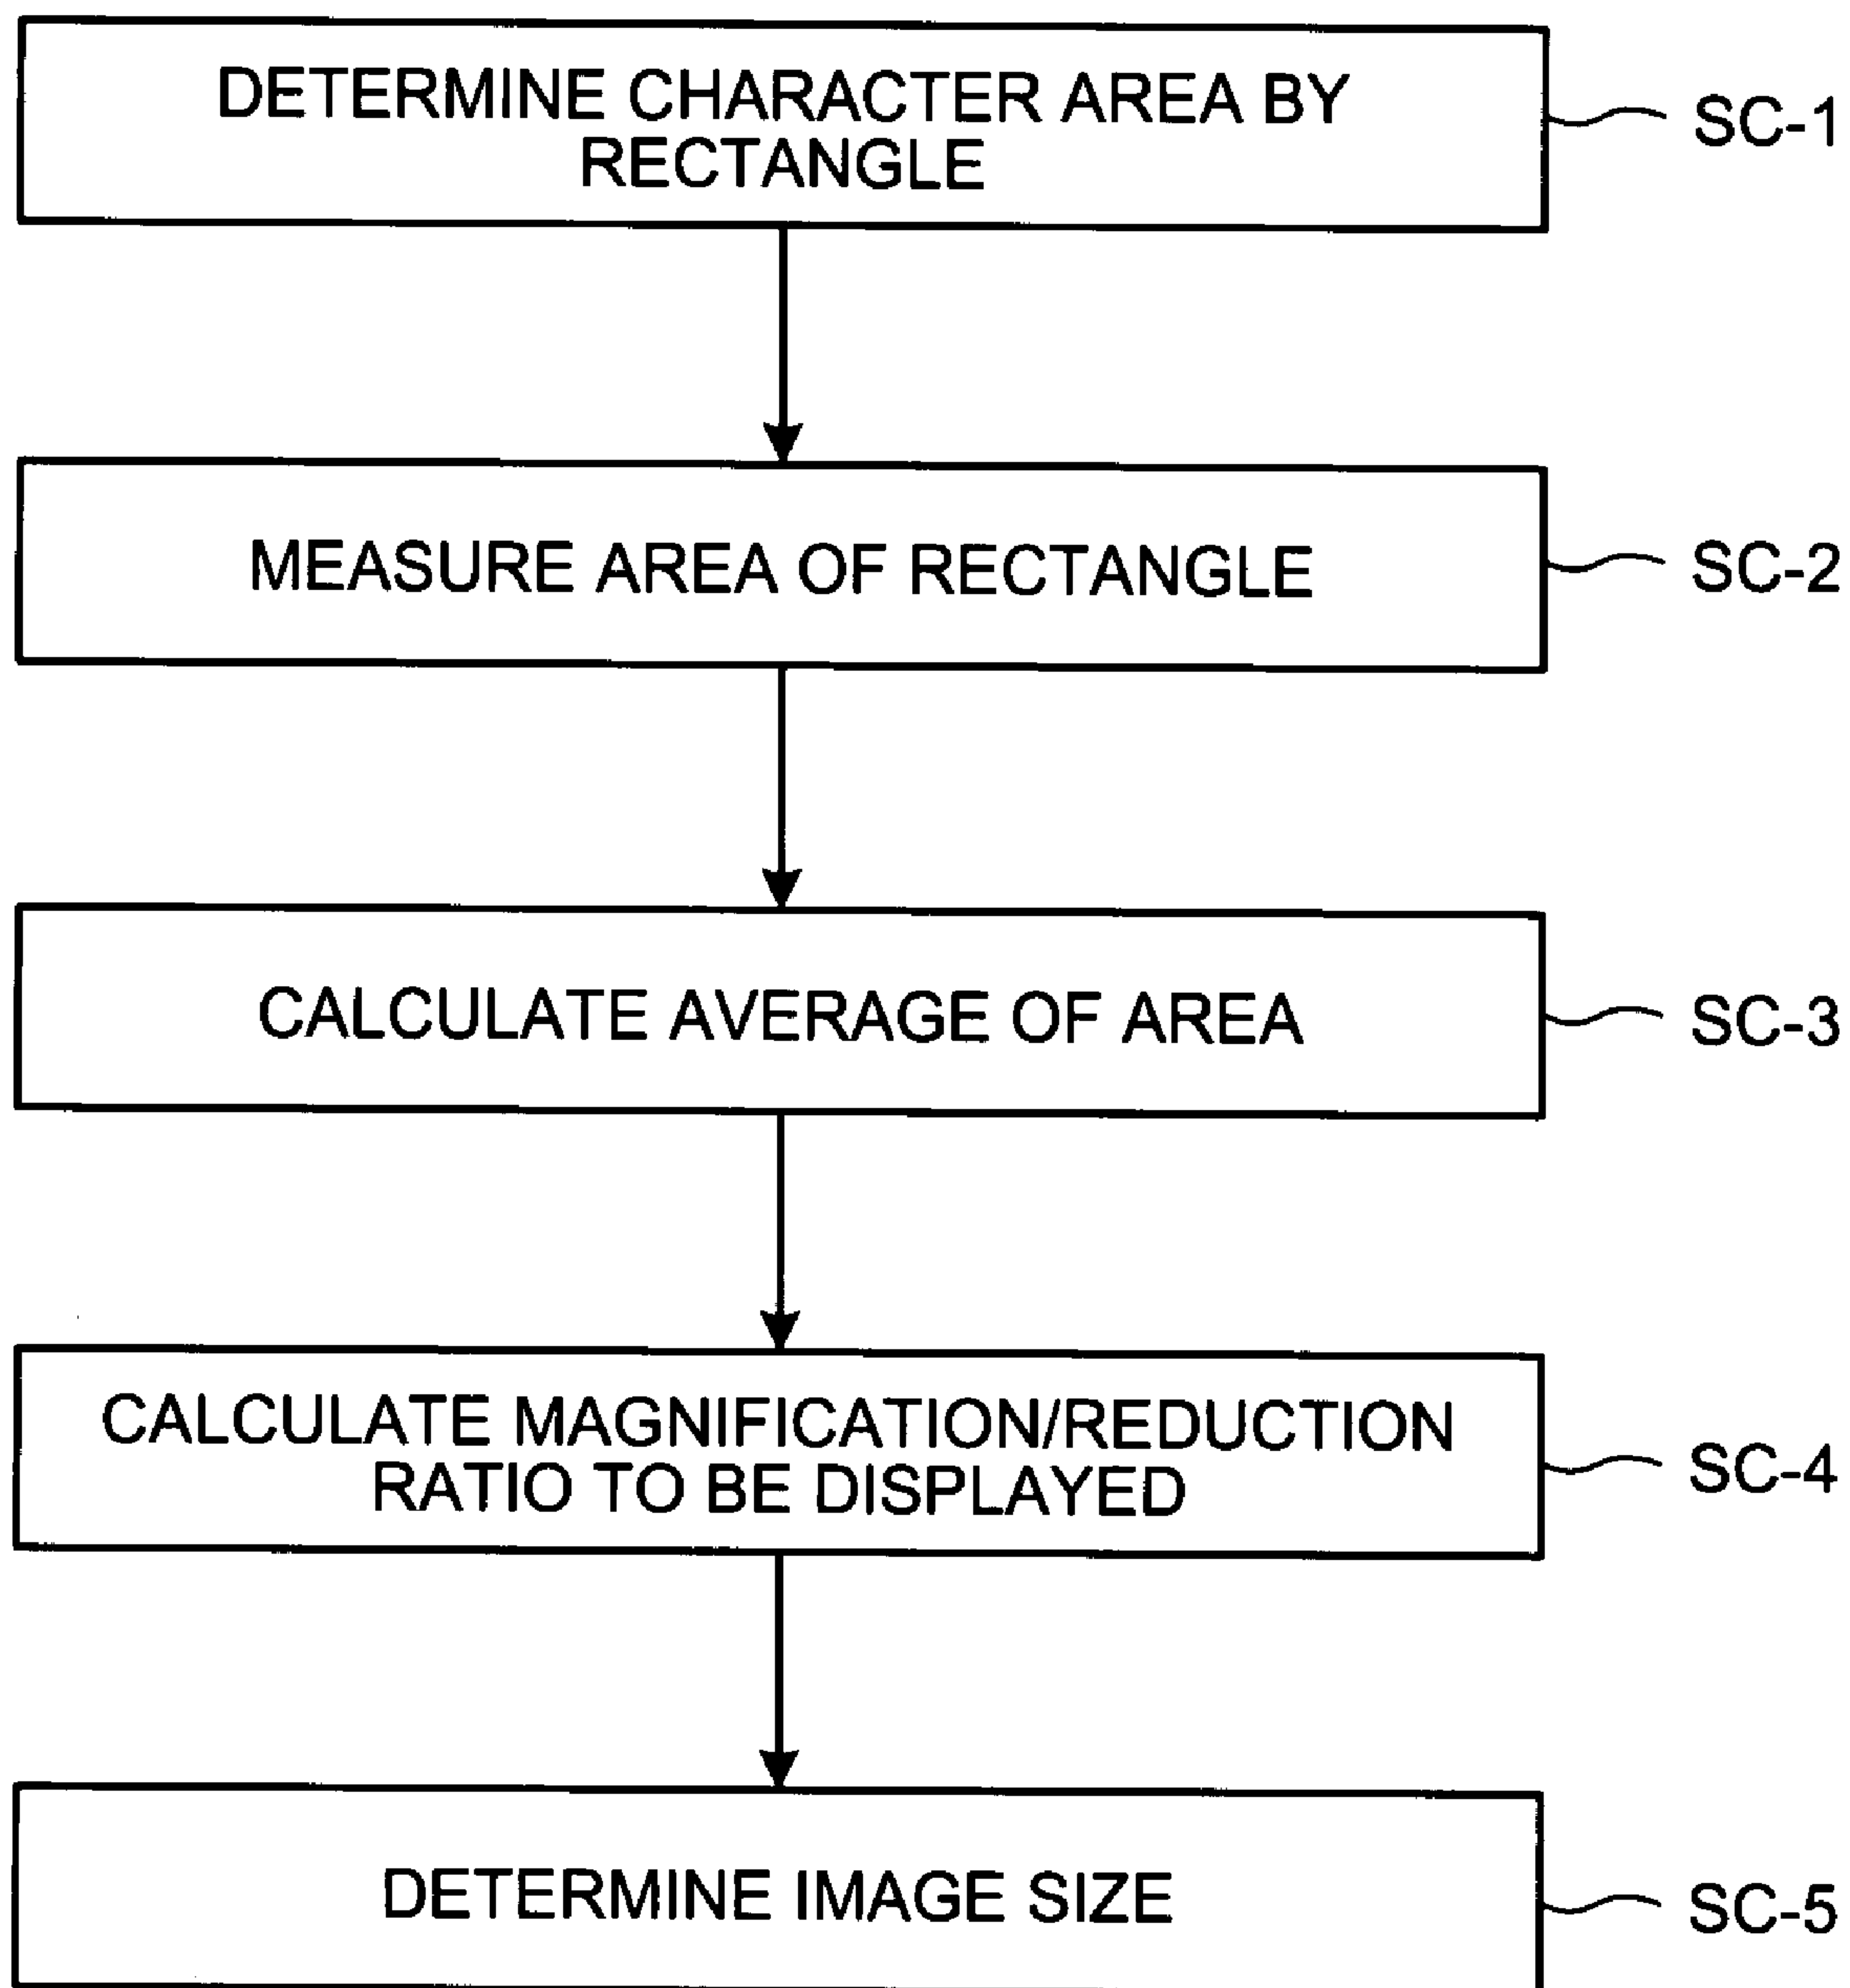 DETERMINE CHARACTER AREA BY
RECTANGLE
SC-1
MEASURE AREA OF RECTANGLE
SC-2
CALCULATE AVERAGE OF AREA
SC-3
CALCULATE MAGNIFICATION/REDUCTION
RATIO TO BE DISPLAYED
SC-4
DETERMINE IMAGE SIZE
SC-5